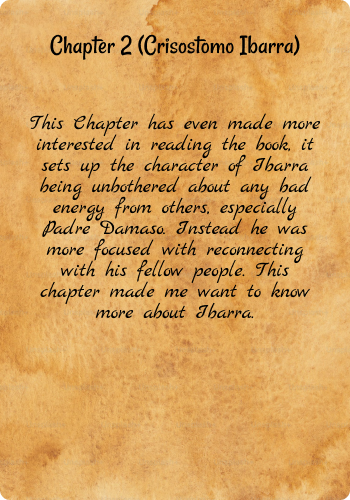 Chapter 2 (Crisostomo Ibarra)
This Chapter has even made more
interested in reading the book, it
sets up the character of Ibarra
being unbothered about any bad
energy from others, especially
Padre Damaso. Instead he was
more focused with reconnecting
with his fellow people. This
chapter made me want to know
more about Ibarra.